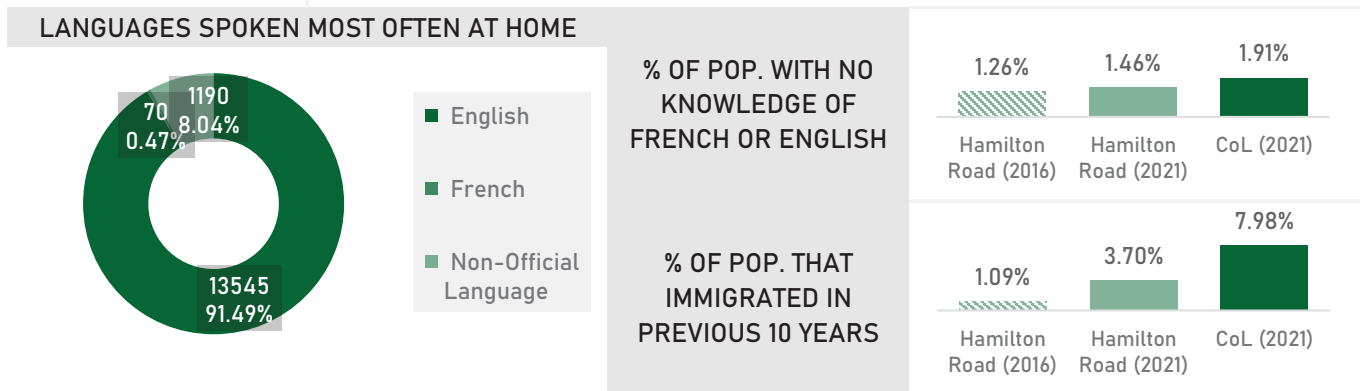 LANGUAGES SPOKEN MOST OFTEN AT HOME
70
0.47%
1190
8.04%
13545
91.49%
English
French
Non-Official
Language
% OF POP. WITH NO
KNOWLEDGE OF
FRENCH OR ENGLISH
1.26%
1.46%
1.91%
Hamilton
Road (2016)
Hamilton
Road (2021)
CoL (2021)
% OF POP. THAT
IMMIGRATED IN
PREVIOUS 10 YEARS
1.09%
3.70%
7.98%
Hamilton
Road (2016)
Hamilton
Road (2021)
CoL (2021)